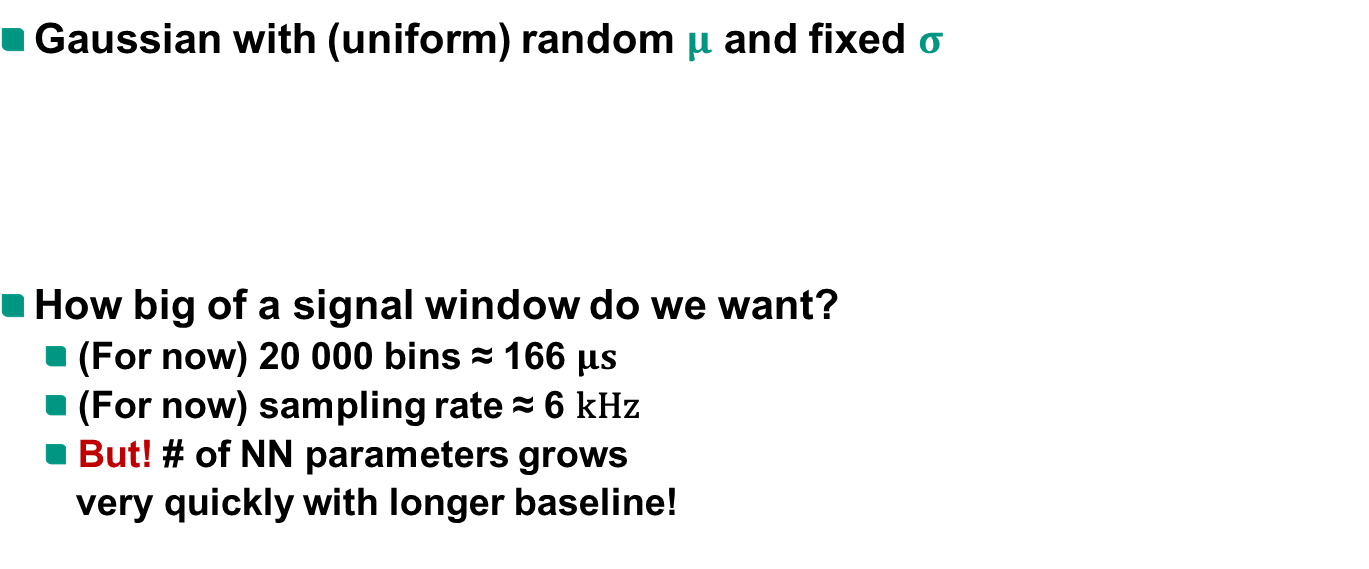 Gaussian with (uniform) random μ and fixed σ
How big of a signal window do we want?
(For now) 20 000 bins ≈ 166 μs
(For now) sampling rate ≈ 6 kHz
But! # of NN parameters grows
very quickly with longer baseline!